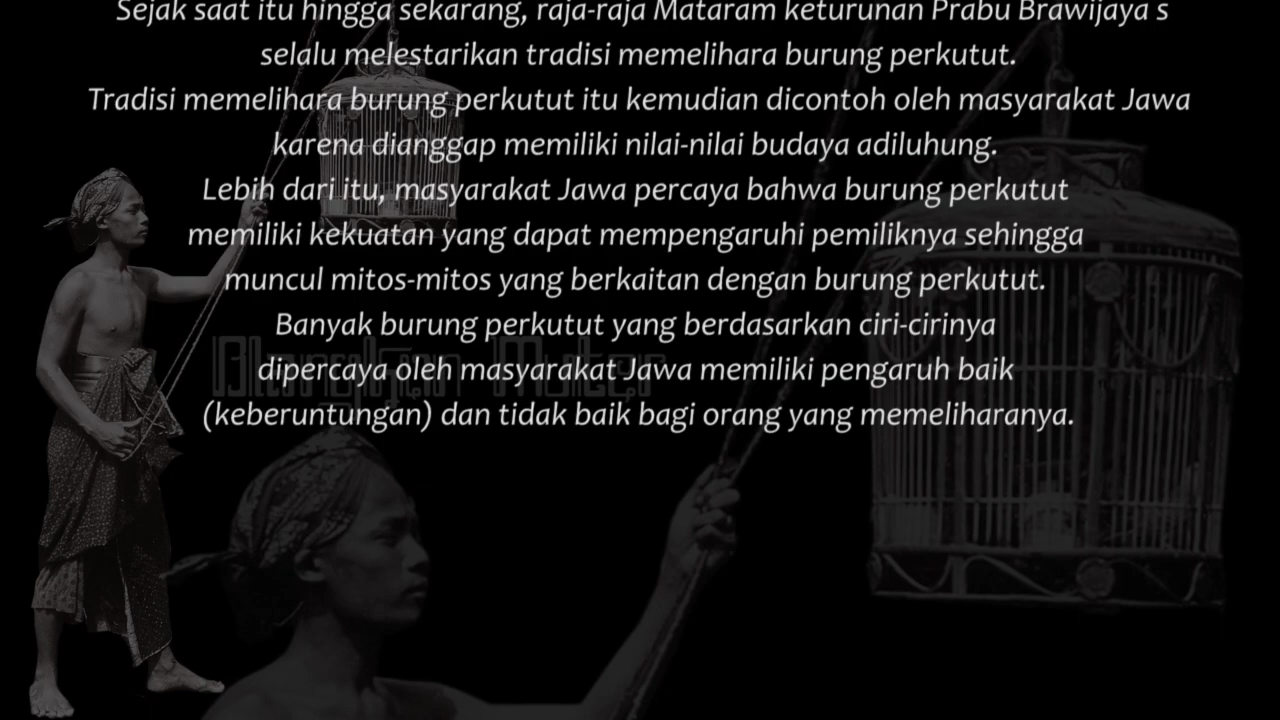 Sejak saat itu hingga sekarang, raja-raja Mataram keturunan Prabu Brawijaya s
selalu melestarikan tradisi memelihara burung perkutut.
Tradisi memelihara burung perkutut itu kemudian dicontoh oleh masyarakat Jawa
karena dianggap memiliki nilai-nilai budaya adiluhung.
Lebih dari itu, masyarakat Jawa percaya bahwa burung perkutut
memiliki kekuatan yang dapat mempengaruhi pemiliknya sehingga
muncul mitos-mitos yang berkaitan dengan burung perkutut.
Banyak burung perkutut yang berdasarkan ciri-cirinya
dipercaya oleh masyarakat Jawa memiliki pengaruh baik
(keberuntungan) dan tidak baik bagi orang yang memeliharanya.